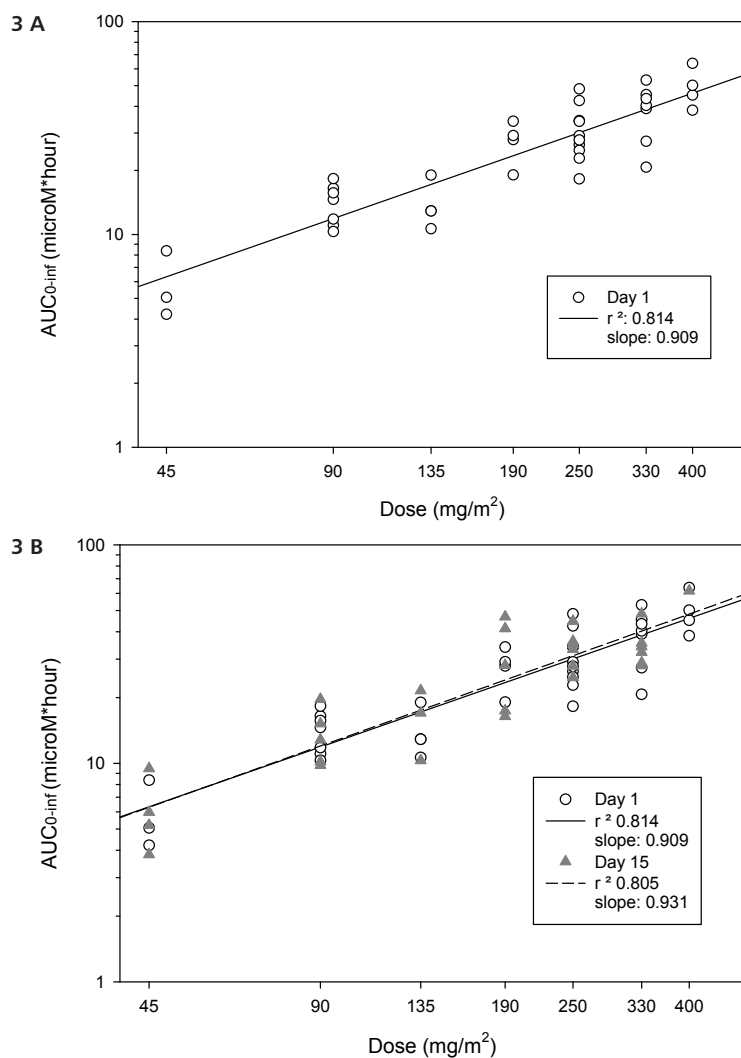 3 A
100
10
1
AUC0-inf (microM*hour)
Day 1
r ²: 0.814
slope: 0.909
45 90 135 190 250 330 400
Dose (mg/m²)
3 B
100
10
1
AUC0-inf (microM*hour)
Day 1
r ² 0.814
slope: 0.909
Day 15
r ² 0.805
slope: 0.931
45 90 135 190 250 330 400
Dose (mg/m²)